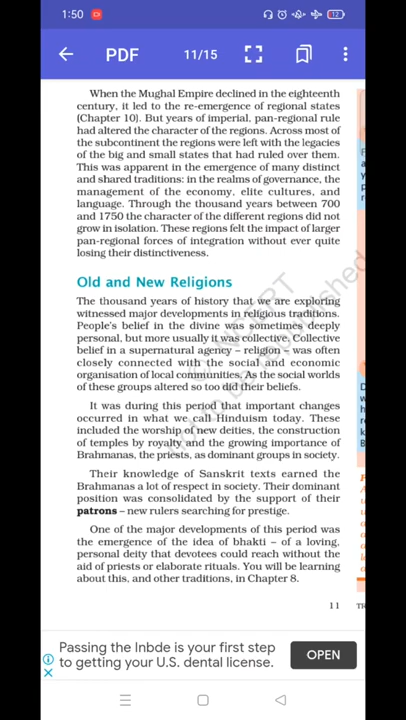 1:50
12
PDF
11/15
When the Mughal Empire declined in the eighteenth
century, it led to the re-emergence of regional states
(Chapter 10). But years of imperial, pan-regional rule
had altered the character of the regions. Across most of
the subcontinent the regions were left with the legacies
of the big and small states that had ruled over them.
This was apparent in the emergence of many distinct
and shared traditions: in the realms of governance, the
management of the economy, elite cultures, and
language. Through the thousand years between 700
and 1750 the character of the different regions did not
grow in isolation. These regions felt the impact of larger
pan-regional forces of integration without ever quite
losing their distinctiveness.
Old and New Religions
The thousand years of history that we are exploring
witnessed major developments in religious traditions.
People's belief in the divine was sometimes deeply
personal, but more usually it was collective. Collective
belief in a supernatural agency – religion – was often
closely connected with the social and economic
organisation of local communities. As the social worlds
of these groups altered so too did their beliefs.
It was during this period that important changes
occurred in what we call Hinduism today. These
included the worship of new deities, the construction
of temples by royalty and the growing importance of
Brahmanas, the priests, as dominant groups in society.
Their knowledge of Sanskrit texts earned the
Brahmanas a lot of respect in society. Their dominant
position was consolidated by the support of their
patrons – new rulers searching for prestige.
One of the major developments of this period was
the emergence of the idea of bhakti – of a loving,
personal deity that devotees could reach without the
aid of priests or elaborate rituals. You will be learning
about this, and other traditions, in Chapter 8.
11
Passing the Inbde is your first step
to getting your U.S. dental license.
OPEN